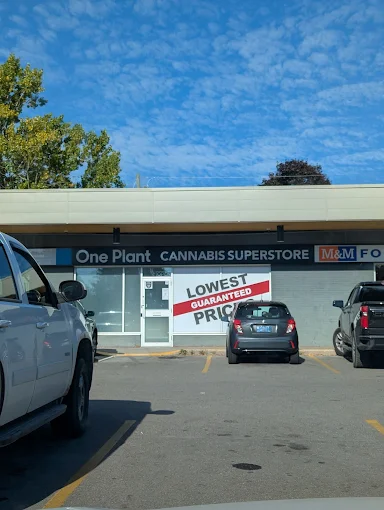 One Plant CANNABIS SUPERSTORE
M&M FO
LOWEST
GUARANTEED
PRIC